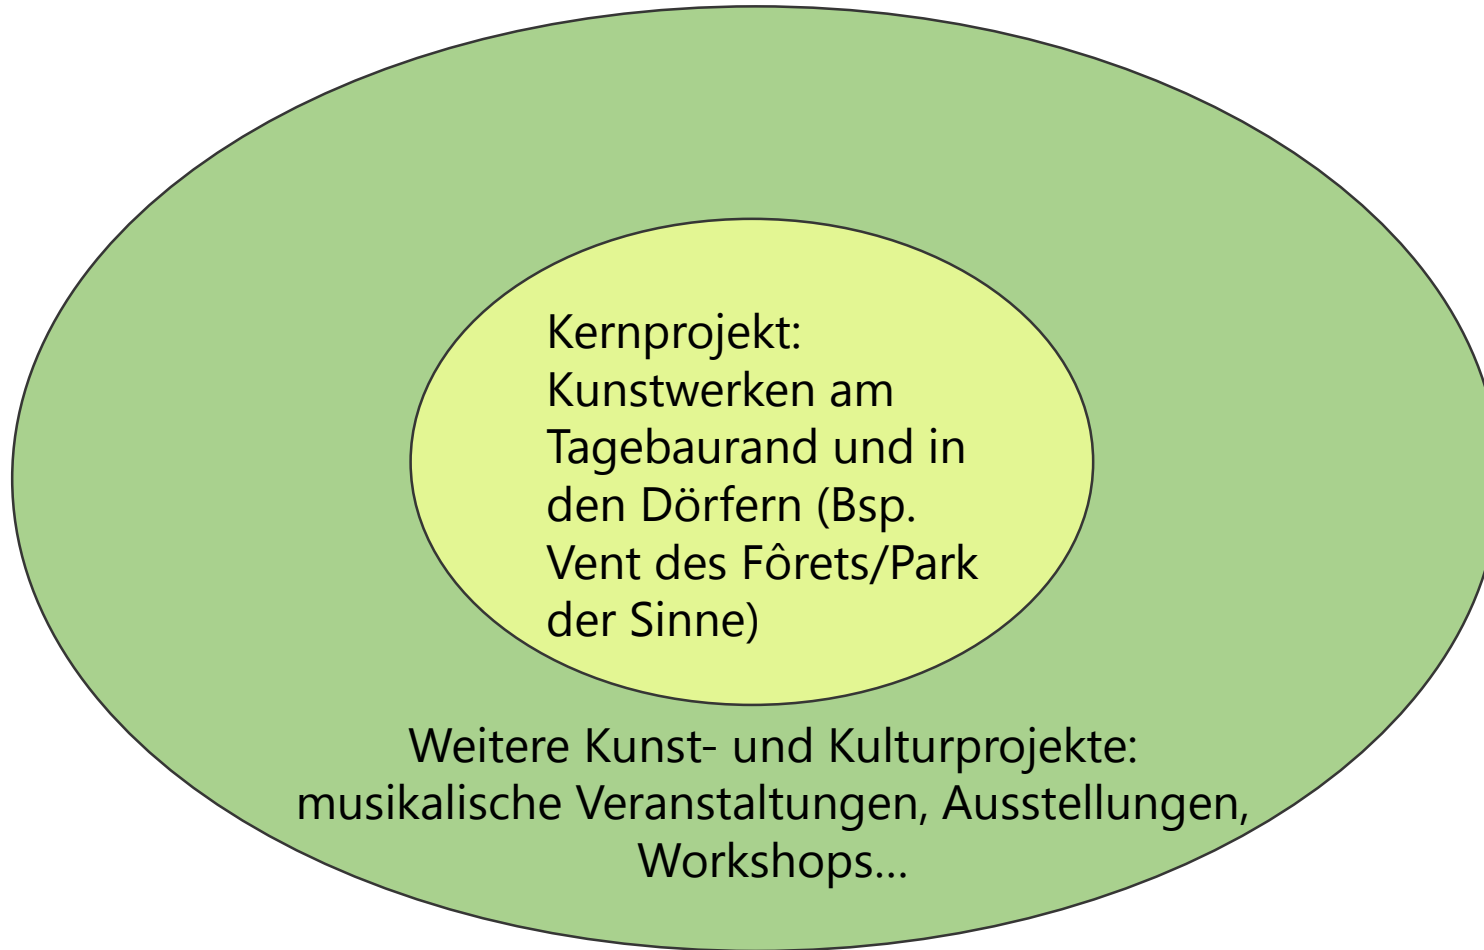 Kernprojekt:
Kunstwerken am
Tagebaurand und in
den Dörfern (Bsp.
Vent des Fôrets/Park
der Sinne)
Weitere Kunst- und Kulturprojekte:
musikalische Veranstaltungen, Ausstellungen,
Workshops...